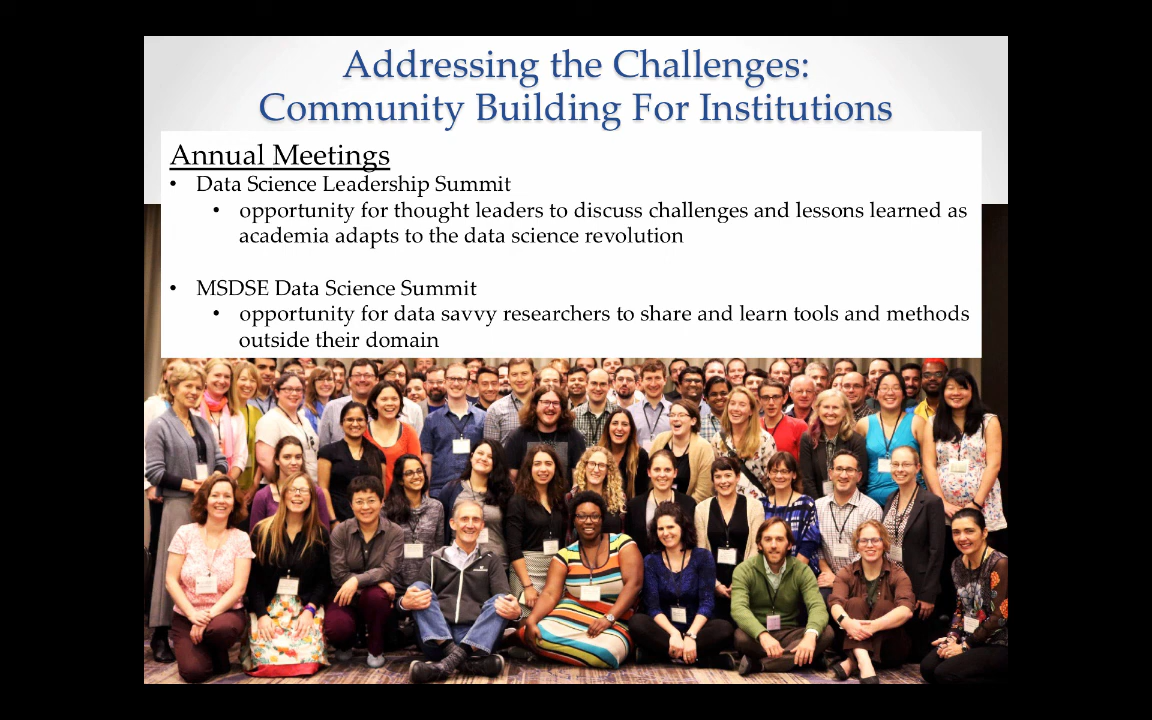 Addressing the Challenges:
Community Building For Institutions
Annual Meetings
• Data Science Leadership Summit
• opportunity for thought leaders to discuss challenges and lessons learned as
academia adapts to the data science revolution
• MSDSE Data Science Summit
• opportunity for data savvy researchers to share and learn tools and methods
outside their domain